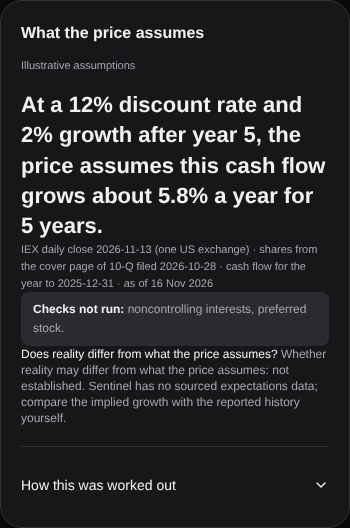 What the price assumes
Illustrative assumptions
At a 12% discount rate and
2% growth after year 5, the
price assumes this cash flow
grows about 5.8% a year for
5 years.
IEX daily close 2026-11-13 (one US exchange) · shares from
the cover page of 10-Q filed 2026-10-28 · cash flow for the
year to 2025-12-31 · as of 16 Nov 2026
Checks not run: noncontrolling interests, preferred
stock.
Does reality differ from what the price assumes? Whether
reality may differ from what the price assumes: not
established. Sentinel has no sourced expectations data;
compare the implied growth with the reported history
yourself.
How this was worked out